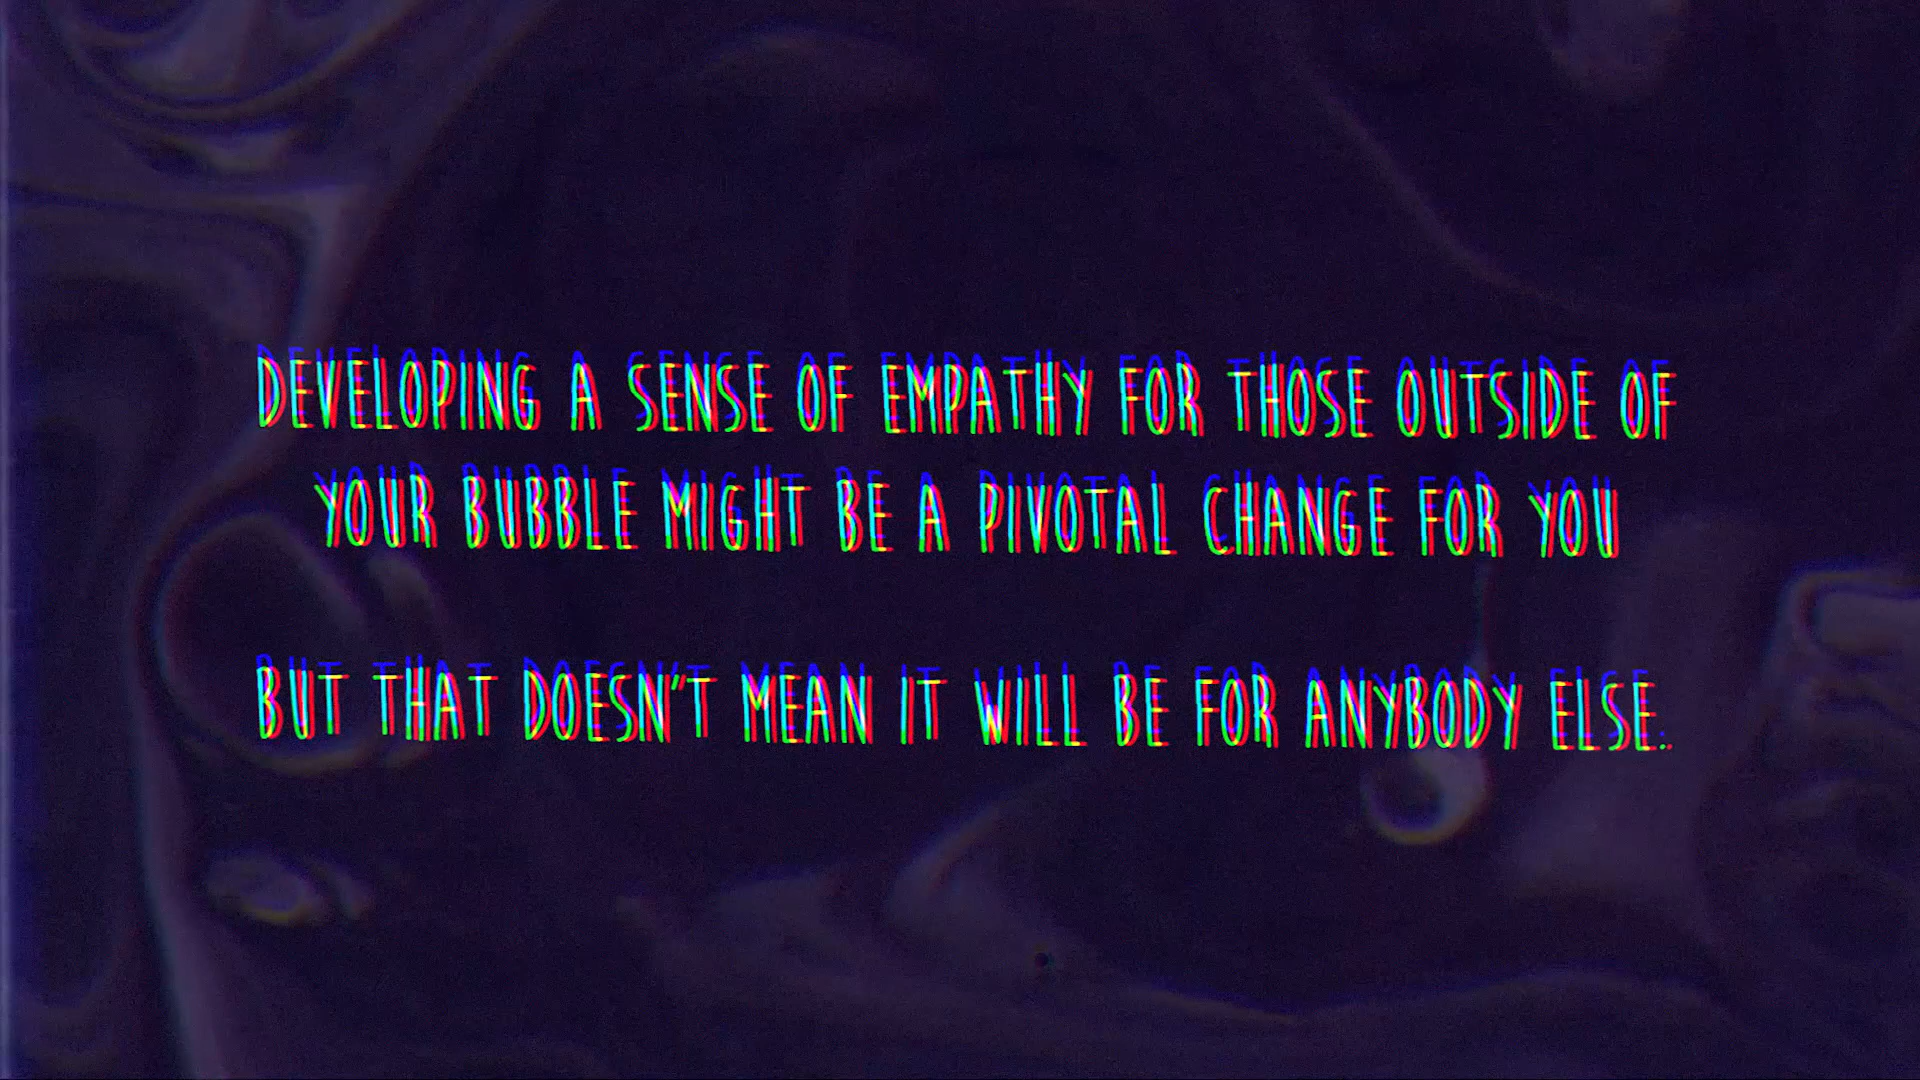 DEVELOPING A SENSE OF EMPATHY FOR THOSE OUTSIDE OF
YOUR BUBBLE MIGHT BE A PIVOTAL CHANGE FOR YOU
BUT THAT DOESN'T MEAN IT WILL BE FOR ANYBODY ELSE.